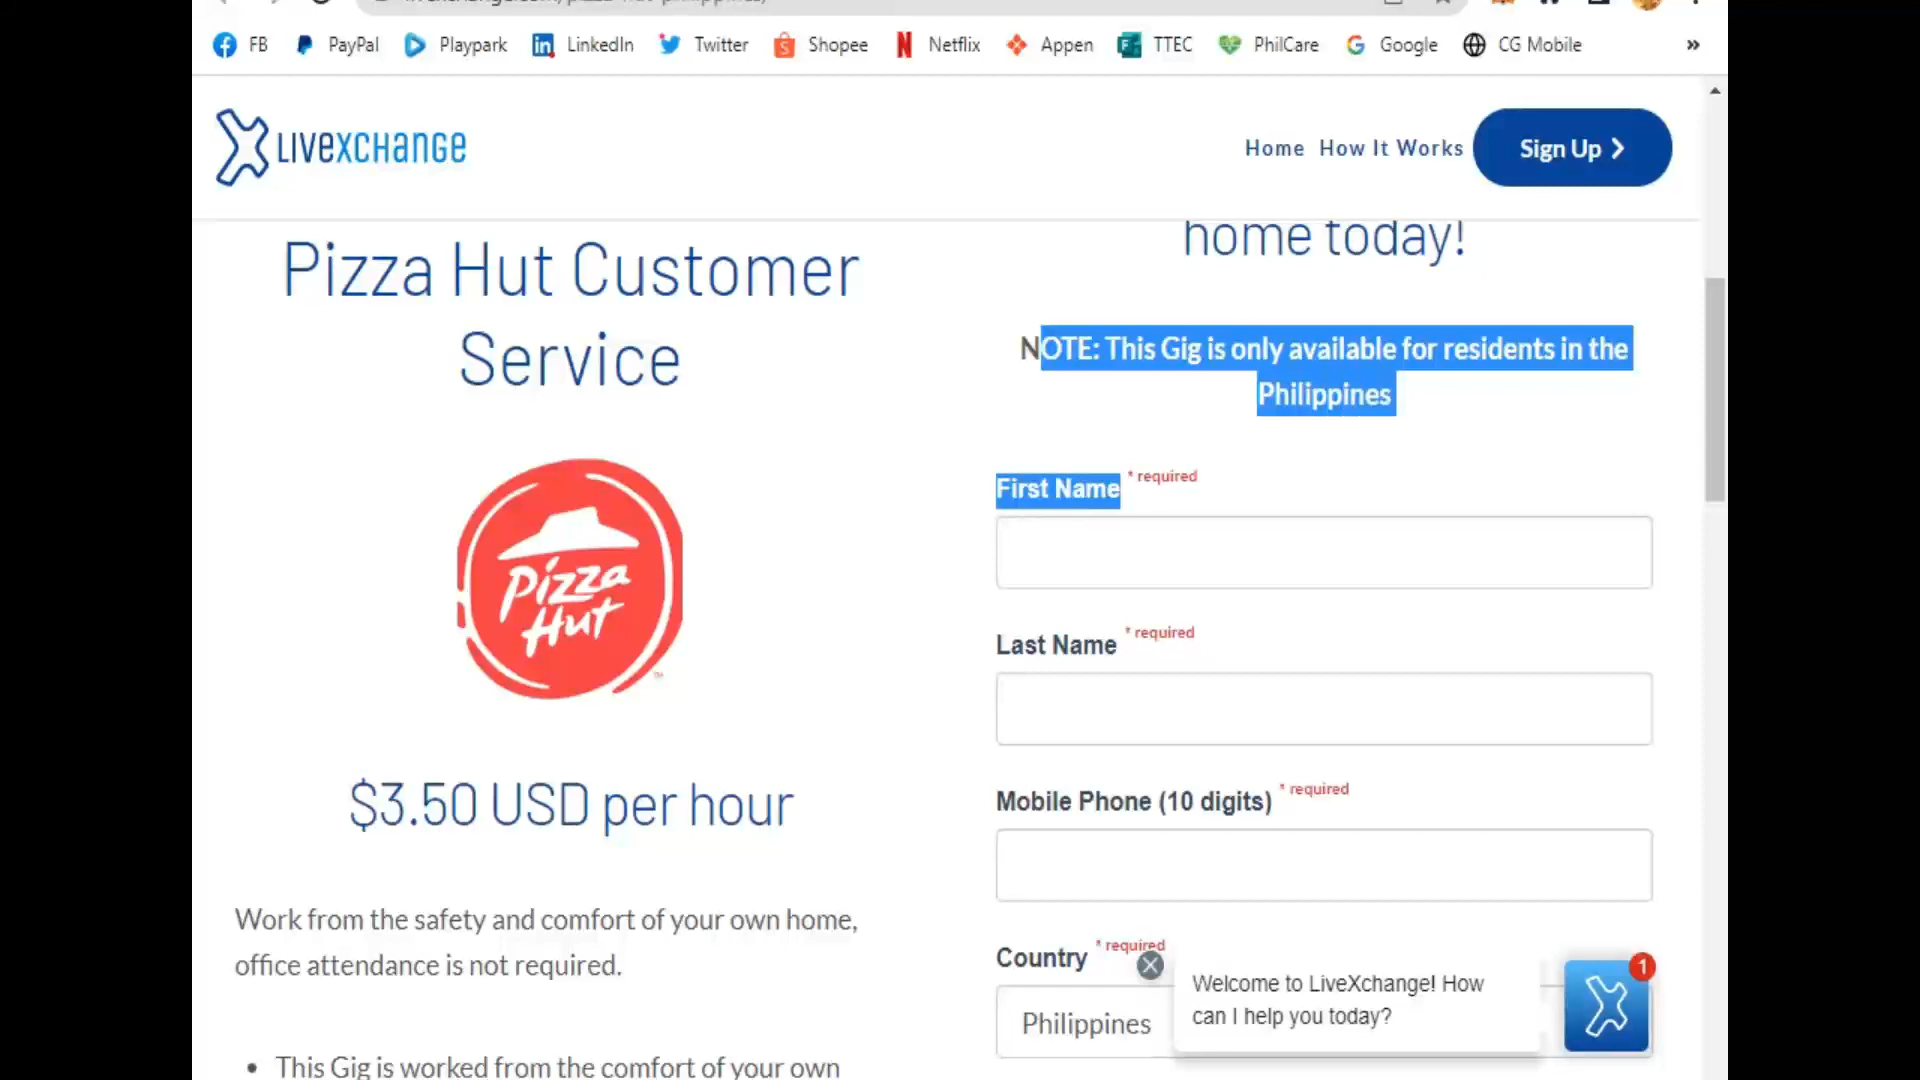 FB PayPal Playpark LinkedIn Twitter Shopee Netflix Appen TTEC PhilCare Google CG Mobile »
LIVEXCHANGE
Home How It Works Sign Up
Pizza Hut Customer
Service
Pizza
Hut
TM
$3.50 USD per hour
Work from the safety and comfort of your own home,
office attendance is not required.
• This Gig is worked from the comfort of your own
home today!
NOTE: This Gig is only available for residents in the
Philippines
First Name * required
Last Name * required
Mobile Phone (10 digits) * required
Country * required
Philippines
Welcome to LiveXchange! How
can I help you today?
1